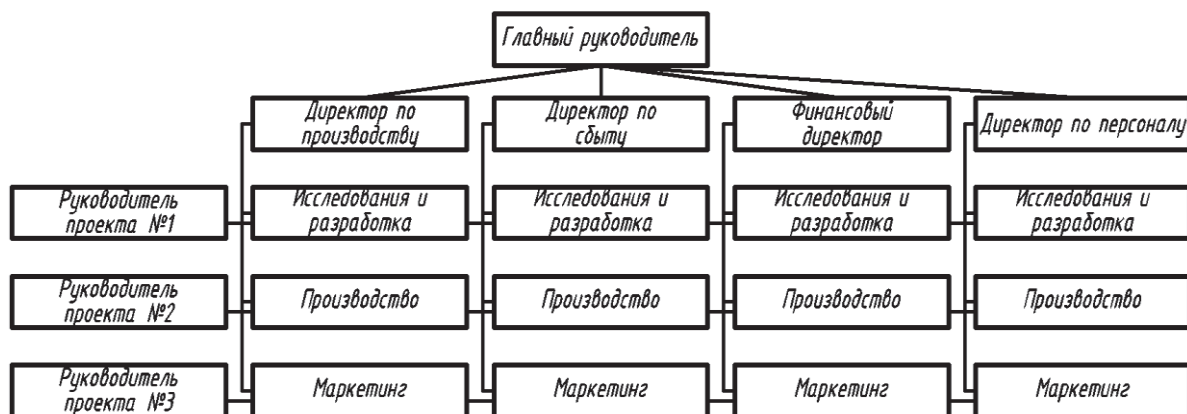 Главный руководитель
Директор по
производству
Директор по
сбыту
Финансовый
директор
Директор по персоналу
Руководитель
проекта №1
Исследования и
разработка
Исследования и
разработка
Исследования и
разработка
Исследования и
разработка
Руководитель
проекта №2
Производство
Производство
Производство
Производство
Руководитель
проекта №3
Маркетинг
Маркетинг
Маркетинг
Маркетинг